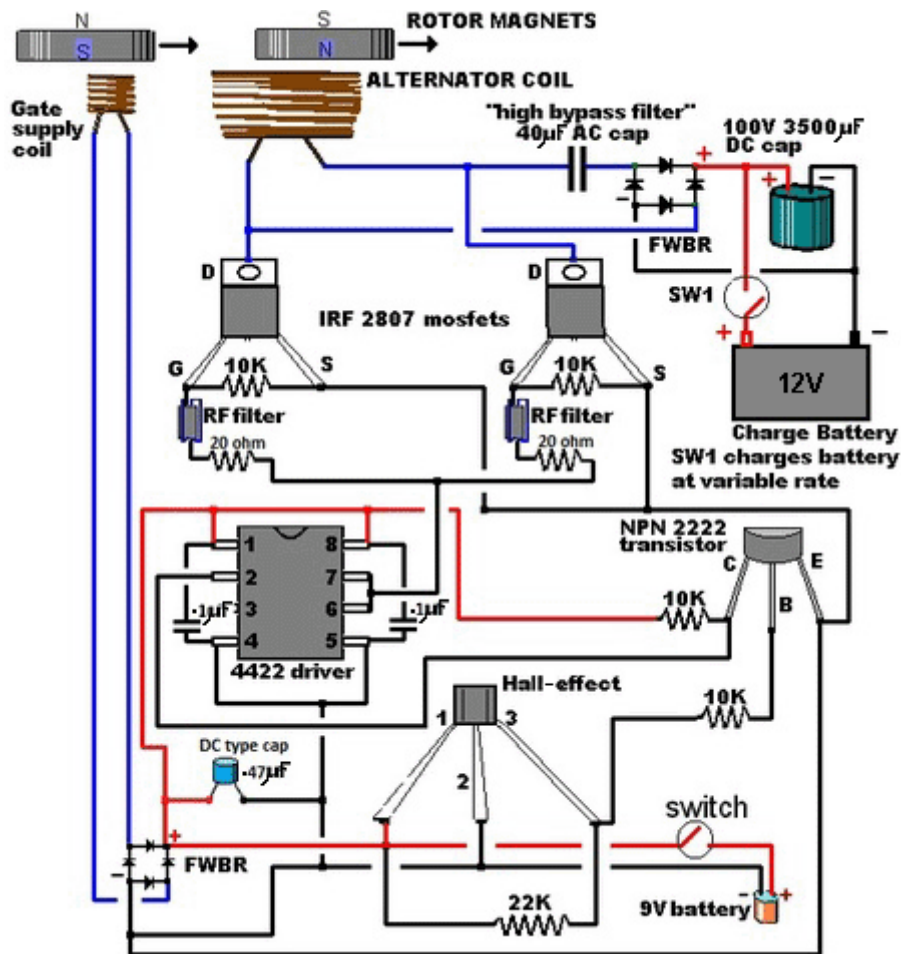 N
S
ROTOR MAGNETS
S
N
ALTERNATOR COIL
Gate
supply
coil
"high bypass filter"
40µF AC cap
100V 3500µF
DC cap
+
+
−
−
FWBR
D
D
SW1
IRF 2807 mosfets
+
−
G
10K
S
G
10K
S
12V
RF filter
RF filter
20 ohm
20 ohm
Charge Battery
SW1 charges battery
at variable rate
NPN 2222
transistor
1
8
C
E
2
7
B
.1µF
3
6
.1µF
10K
4
5
4422 driver
Hall-effect
1
3
10K
DC type cap
.47µF
2
switch
+
−
FWBR
22K
-
+
9V battery